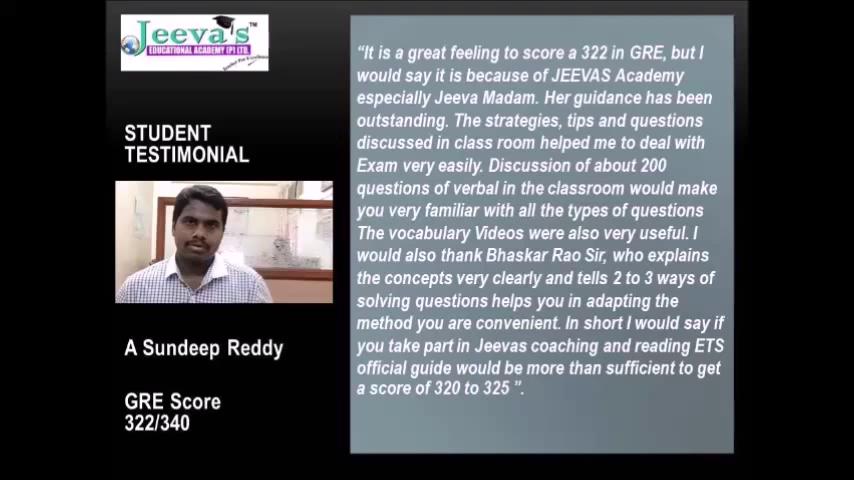 Jeeva's™
EDUCATIONAL ACADEMY (P) LTD.
STUDENT
TESTIMONIAL
A Sundeep Reddy
GRE Score
322/340
“It is a great feeling to score a 322 in GRE, but I
would say it is because of JEEVAS Academy
especially Jeeva Madam. Her guidance has been
outstanding. The strategies, tips and questions
discussed in class room helped me to deal with
Exam very easily. Discussion of about 200
questions of verbal in the classroom would make
you very familiar with all the types of questions
The vocabulary Videos were also very useful. I
would also thank Bhaskar Rao Sir, who explains
the concepts very clearly and tells 2 to 3 ways of
solving questions helps you in adapting the
method you are convenient. In short I would say if
you take part in Jeevas coaching and reading ETS
official guide would be more than sufficient to get
a score of 320 to 325 ”.